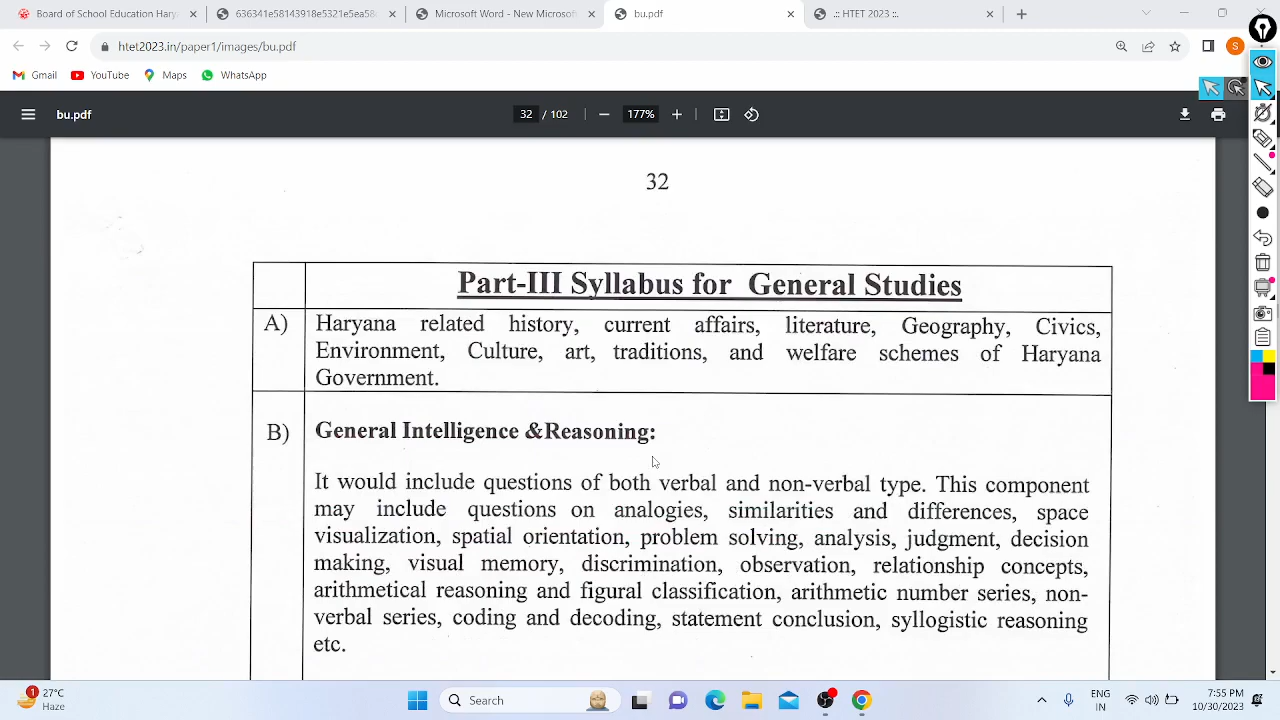 Board of School Education Hary
636341e58143918e5321e5ea58
Microsoft Word - New Microsof
bu.pdf
.:: HTET 2023 ::.
htet2023.in/paper1/images/bu.pdf
S
Gmail
YouTube
Maps
WhatsApp
bu.pdf
32 / 102
177%
32
Part-III Syllabus for General Studies
A) Haryana related history, current affairs, literature, Geography, Civics,
Environment, Culture, art, traditions, and welfare schemes of Haryana
Government.
B) General Intelligence &Reasoning:
It would include questions of both verbal and non-verbal type. This component
may include questions on analogies, similarities and differences, space
visualization, spatial orientation, problem solving, analysis, judgment, decision
making, visual memory, discrimination, observation, relationship concepts,
arithmetical reasoning and figural classification, arithmetic number series, non-
verbal series, coding and decoding, statement conclusion, syllogistic reasoning
etc.
1
27°C
Haze
Search
ENG
IN
7:55 PM
10/30/2023